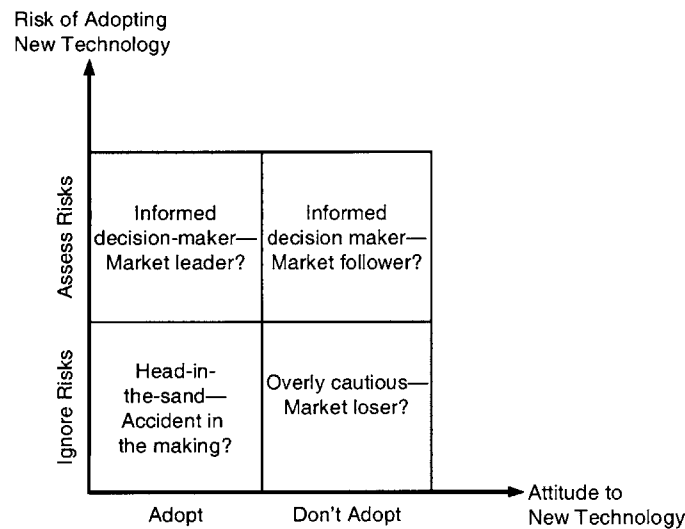 Risk of Adopting
New Technology
Assess Risks
Informed
decision-maker—
Market leader?
Informed
decision maker—
Market follower?
Ignore Risks
Head-in-
the-sand—
Accident in
the making?
Overly cautious—
Market loser?
Adopt
Don't Adopt
Attitude to
New Technology